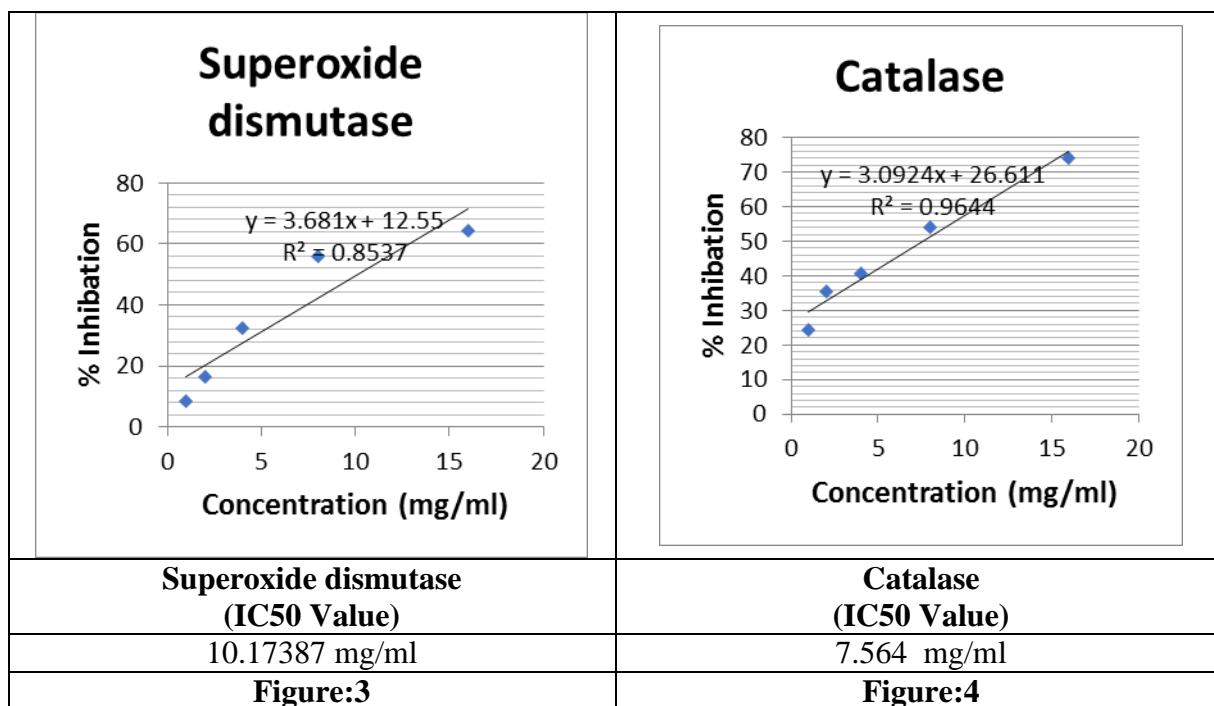 Superoxide
dismutase
80
60
40
20
0
% Inhibation
y = 3.681x + 12.55
R² = 0.8537
0 5 10 15 20
Concentration (mg/ml)
Catalase
80
70
60
50
40
30
20
10
0
% Inhibation
y = 3.0924x + 26.611
R² = 0.9644
0 5 10 15 20
Concentration (mg/ml)
Superoxide dismutase
(IC50 Value)
Catalase
(IC50 Value)
10.17387 mg/ml
7.564 mg/ml
Figure:3
Figure:4